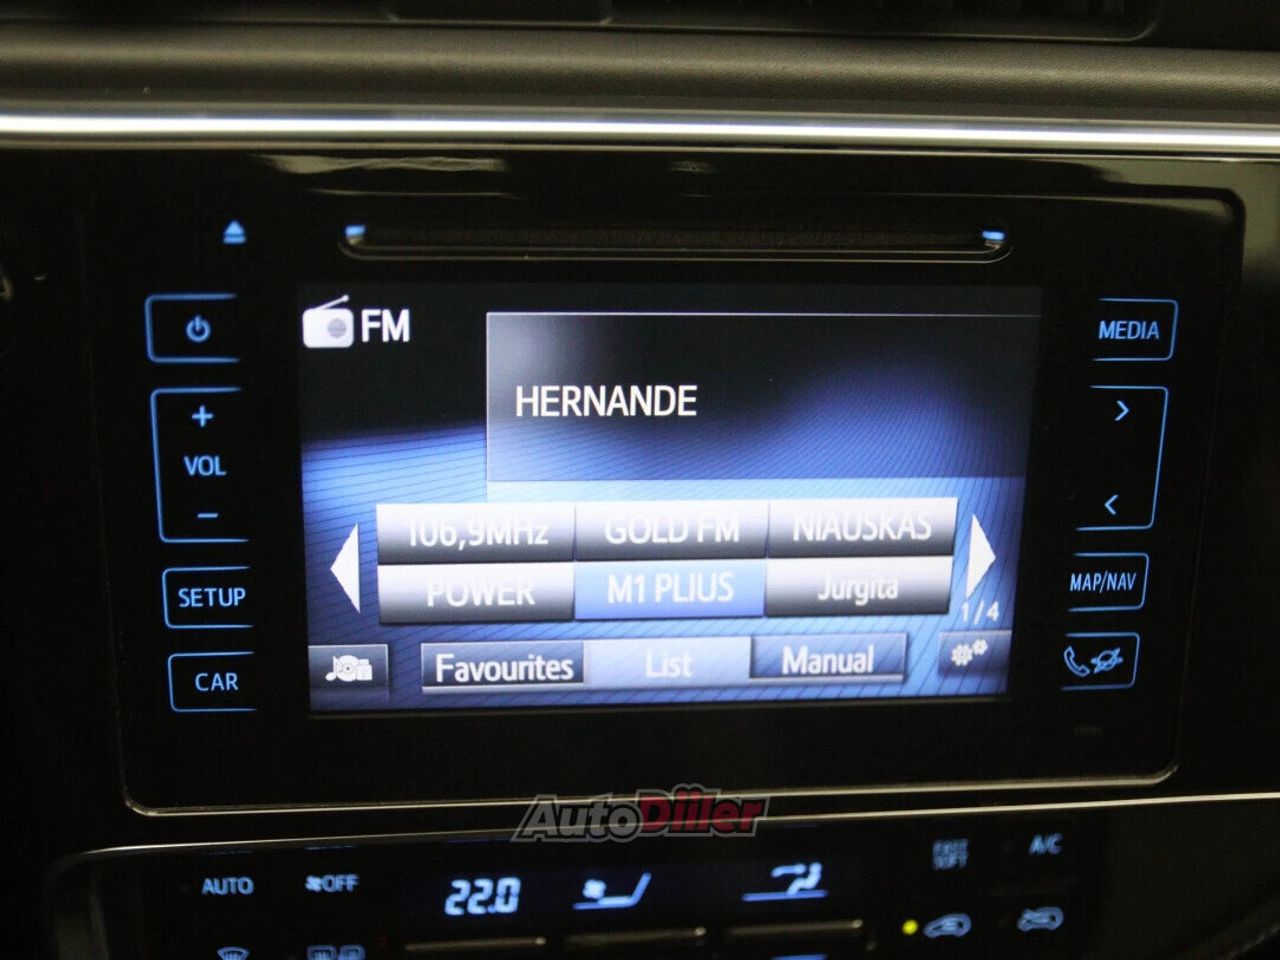 FM
MEDIA
HERNANDE
+
VOL
−
106,9MHz GOLD FM NIAUSKAS
POWER M1 PLIUS Jurgita
1/4
SETUP
MAP/NAV
Favourites List Manual
CAR
AutoDiiler
AUTO
OFF
22.0
A/C